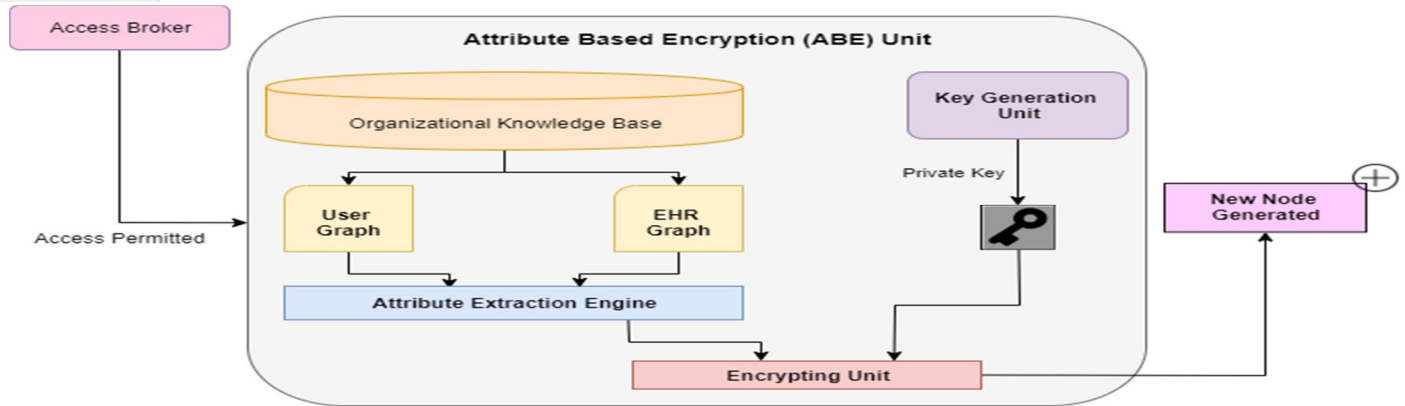 Access Broker
Attribute Based Encryption (ABE) Unit
Organizational Knowledge Base
Key Generation
Unit
Private Key
User
Graph
EHR
Graph
New Node
Generated
Access Permitted
Attribute Extraction Engine
Encrypting Unit